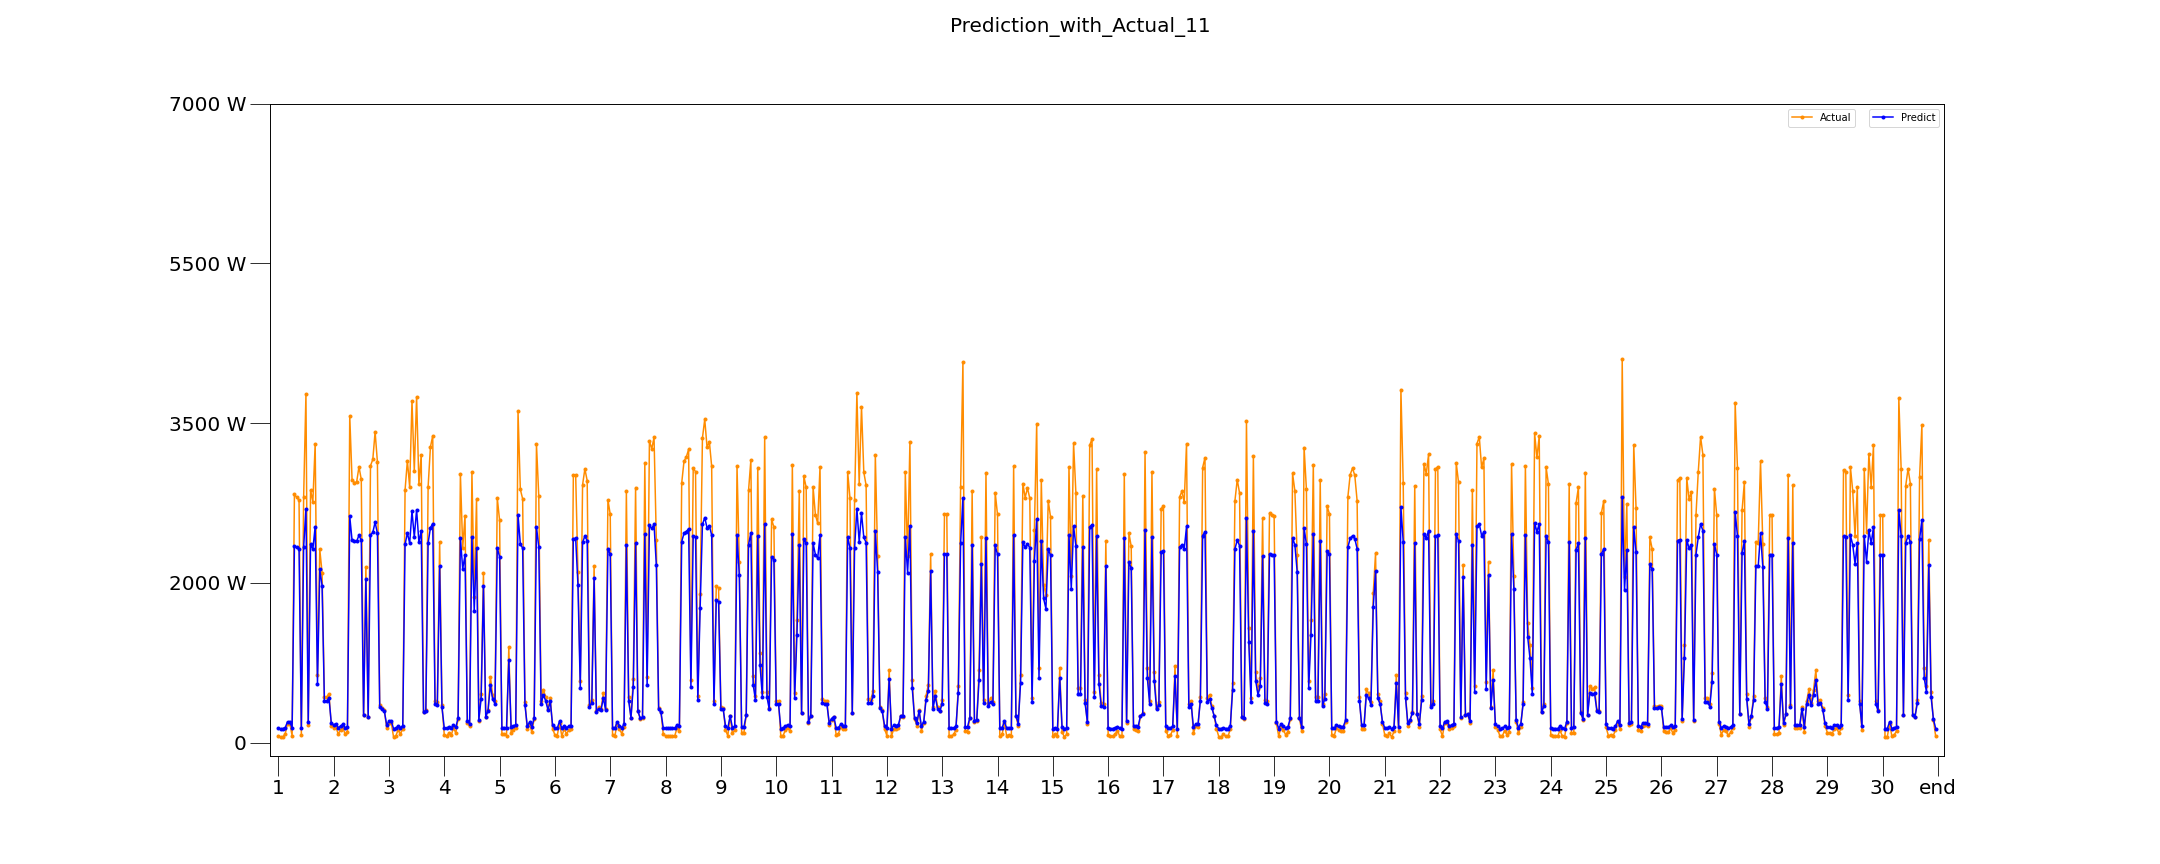 Prediction_with_Actual_11
7000 W
Actual Predict
5500 W
3500 W
2000 W
0
1 2 3 4 5 6 7 8 9 10 11 12 13 14 15 16 17 18 19 20 21 22 23 24 25 26 27 28 29 30 end